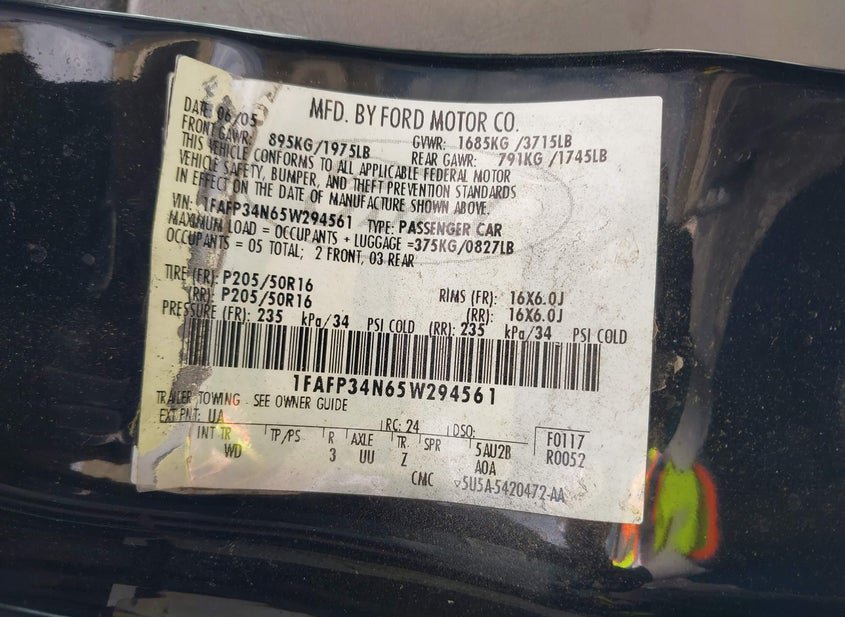 MFD. BY FORD MOTOR CO.
DATE: 06/05 GVWR: 1685KG /3715LB
FRONT GAWR: 895KG/1975LB REAR GAWR: 791KG /1745LB
THIS VEHICLE CONFORMS TO ALL APPLICABLE FEDERAL MOTOR
VEHICLE SAFETY, BUMPER, AND THEFT PREVENTION STANDARDS
IN EFFECT ON THE DATE OF MANUFACTURE SHOWN ABOVE.
VIN: 1FAFP34N65W294561 TYPE: PASSENGER CAR
MAXIMUM LOAD = OCCUPANTS + LUGGAGE =375KG/0827LB
OCCUPANTS = 05 TOTAL; 2 FRONT, 03 REAR
TIRE (FR): P205/50R16 RIMS (FR): 16X6.0J
(RR): P205/50R16 (RR): 16X6.0J
PRESSURE (FR): 235 kPa/34 PSI COLD (RR): 235 kPa/34 PSI COLD
1FAFP34N65W294561
TRAILER TOWING - SEE OWNER GUIDE
EXT PNT: UA RC: 24 DSO:
INT TR TP/PS R AXLE TR. SPR 5AU2B F0117
WD 3 UU Z A0A R0052
CMC ▽5U5A-5420472-AA